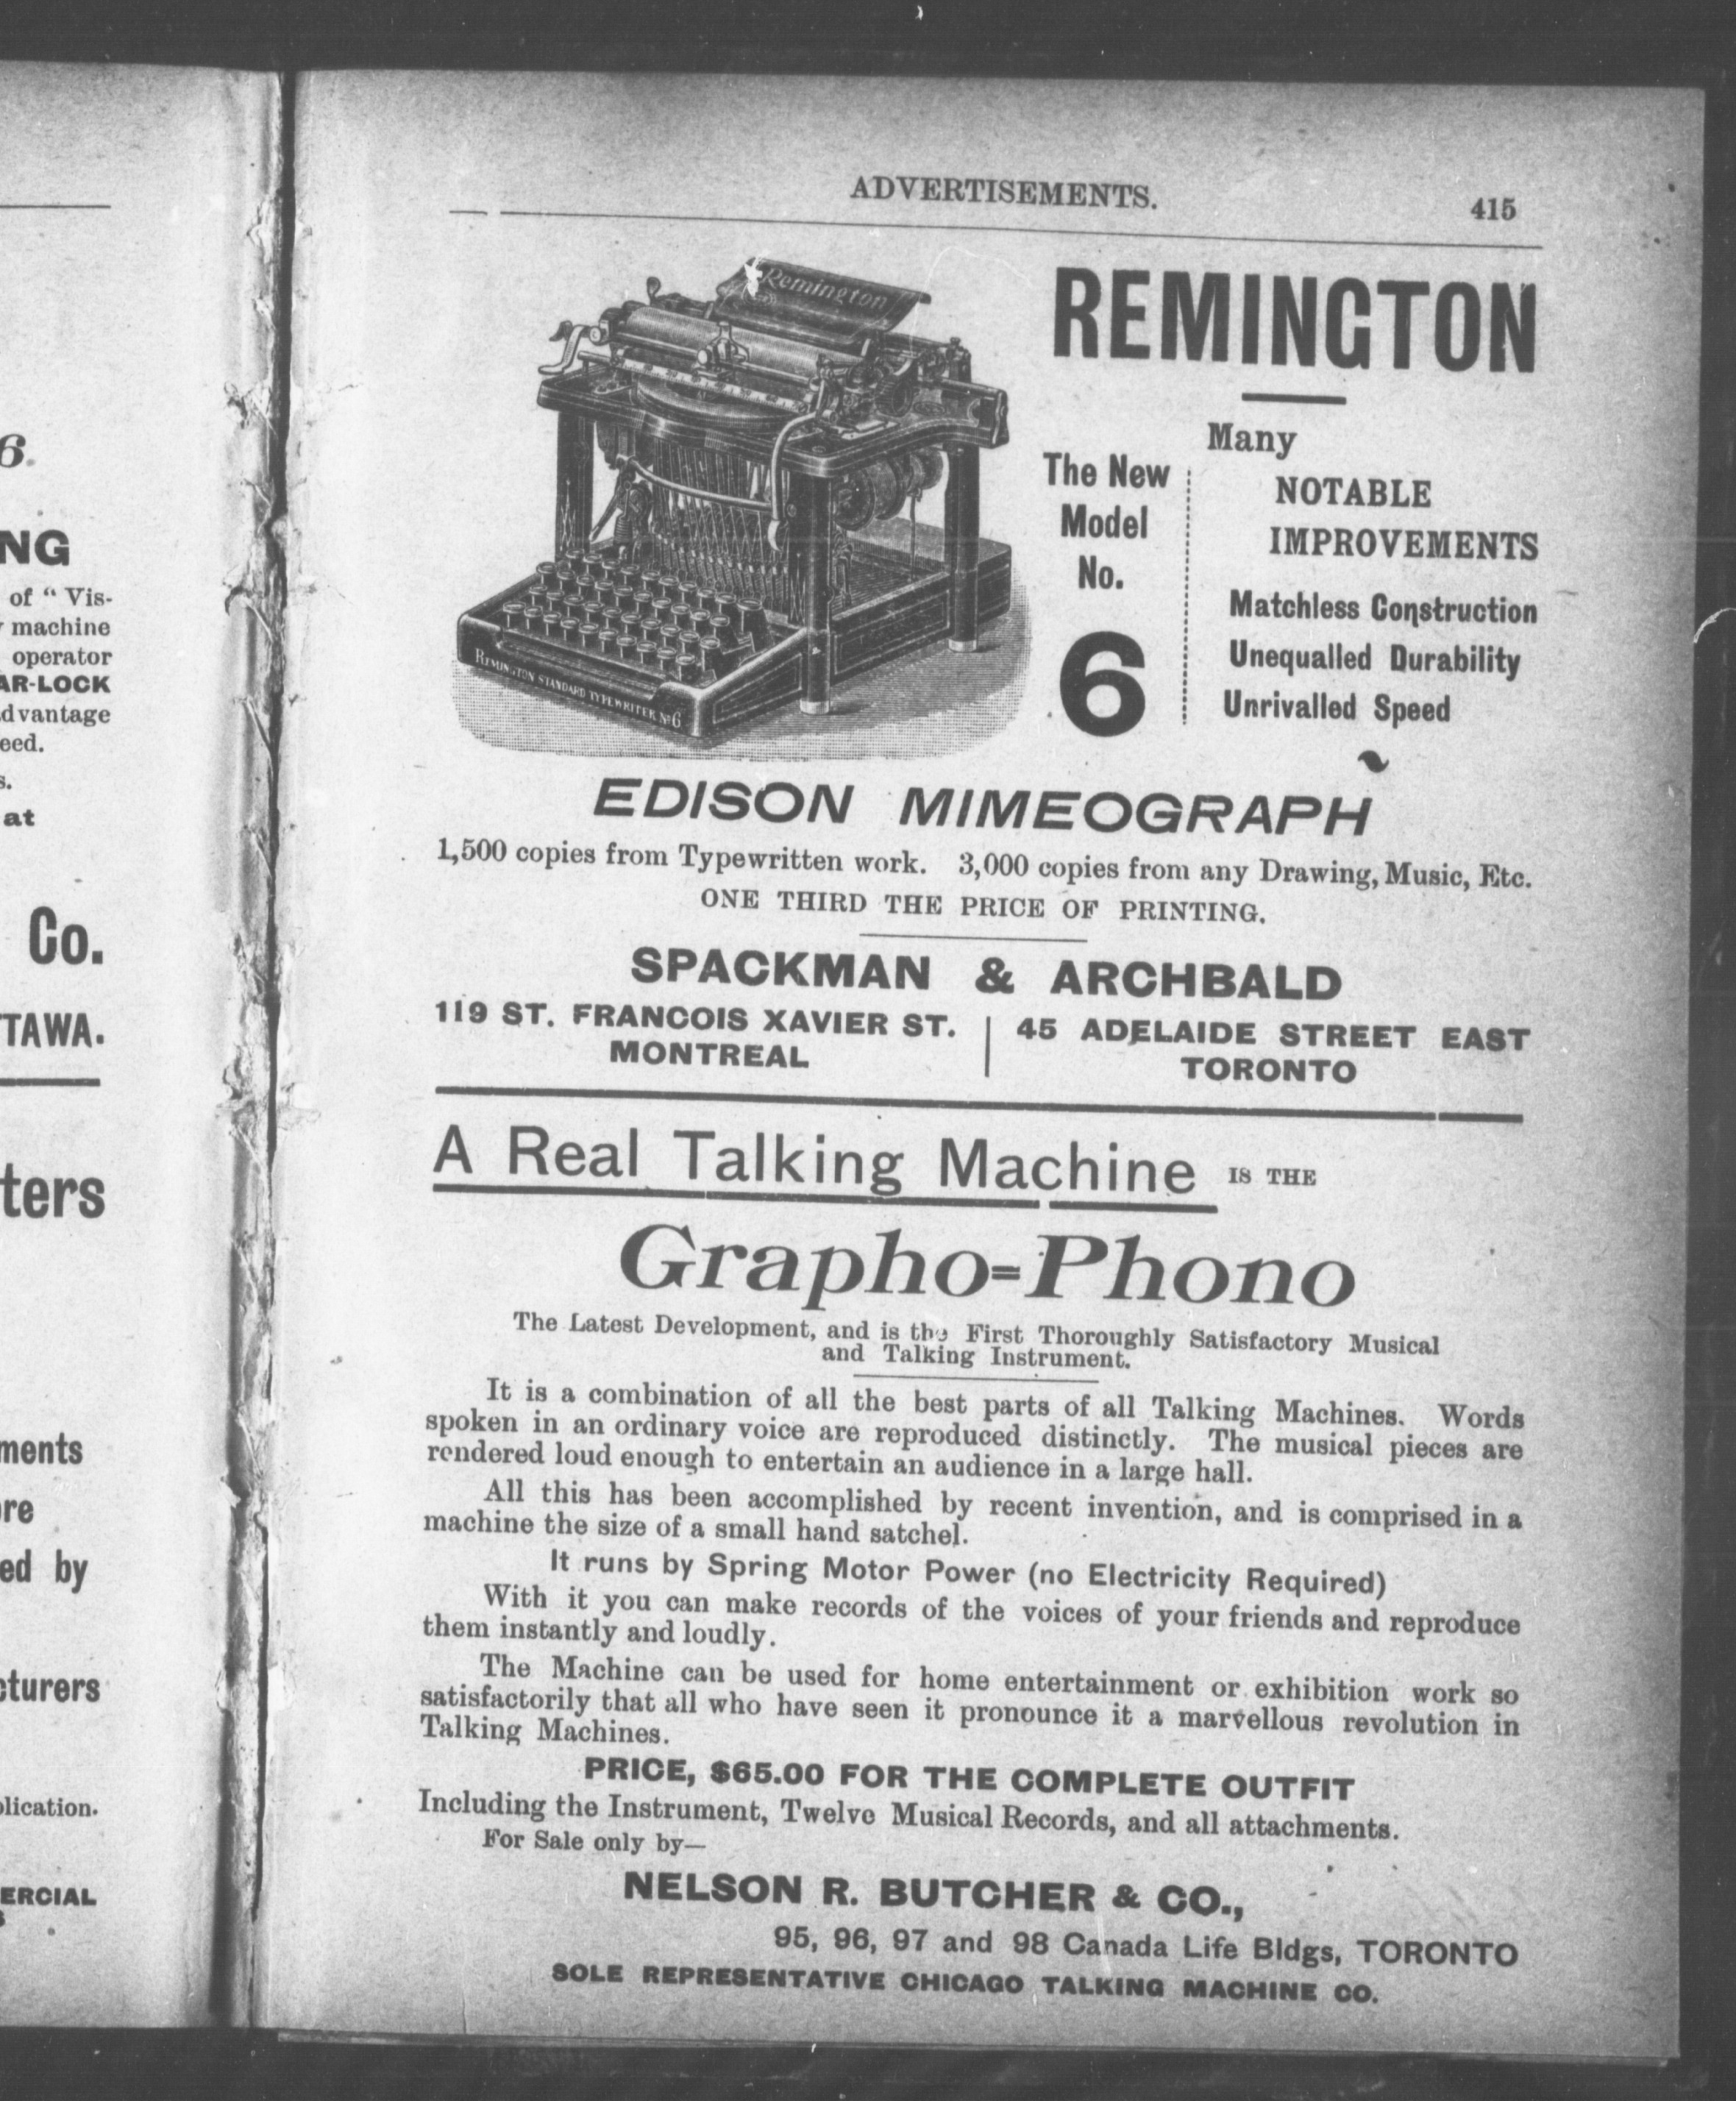 6.
NG
of “ Vis-
machine
operator
AR-LOCK
advantage
eed.
s.
at
Co.
TTAWA.
ters
ments
ore
ed by
cturers
plication.
ERCIAL
ADVERTISEMENTS.
415
Remington
REMINGTON STANDARD TYPEWRITER No 6
REMINGTON
The New
Model
No.
6
Many
NOTABLE
IMPROVEMENTS
Matchless Construction
Unequalled Durability
Unrivalled Speed
EDISON MIMEOGRAPH
1,500 copies from Typewritten work. 3,000 copies from any Drawing, Music, Etc.
ONE THIRD THE PRICE OF PRINTING.
SPACKMAN & ARCHBALD
119 ST. FRANCOIS XAVIER ST.
MONTREAL
45 ADELAIDE STREET EAST
TORONTO
A Real Talking Machine IS THE
Grapho=Phono
The Latest Development, and is the First Thoroughly Satisfactory Musical
and Talking Instrument.
It is a combination of all the best parts of all Talking Machines. Words
spoken in an ordinary voice are reproduced distinctly. The musical pieces are
rendered loud enough to entertain an audience in a large hall.
All this has been accomplished by recent invention, and is comprised in a
machine the size of a small hand satchel.
It runs by Spring Motor Power (no Electricity Required)
With it you can make records of the voices of your friends and reproduce
them instantly and loudly.
The Machine can be used for home entertainment or exhibition work so
satisfactorily that all who have seen it pronounce it a marvellous revolution in
Talking Machines.
PRICE, $65.00 FOR THE COMPLETE OUTFIT
Including the Instrument, Twelve Musical Records, and all attachments.
For Sale only by—
NELSON R. BUTCHER & CO.,
95, 96, 97 and 98 Canada Life Bldgs, TORONTO
SOLE REPRESENTATIVE CHICAGO TALKING MACHINE CO.